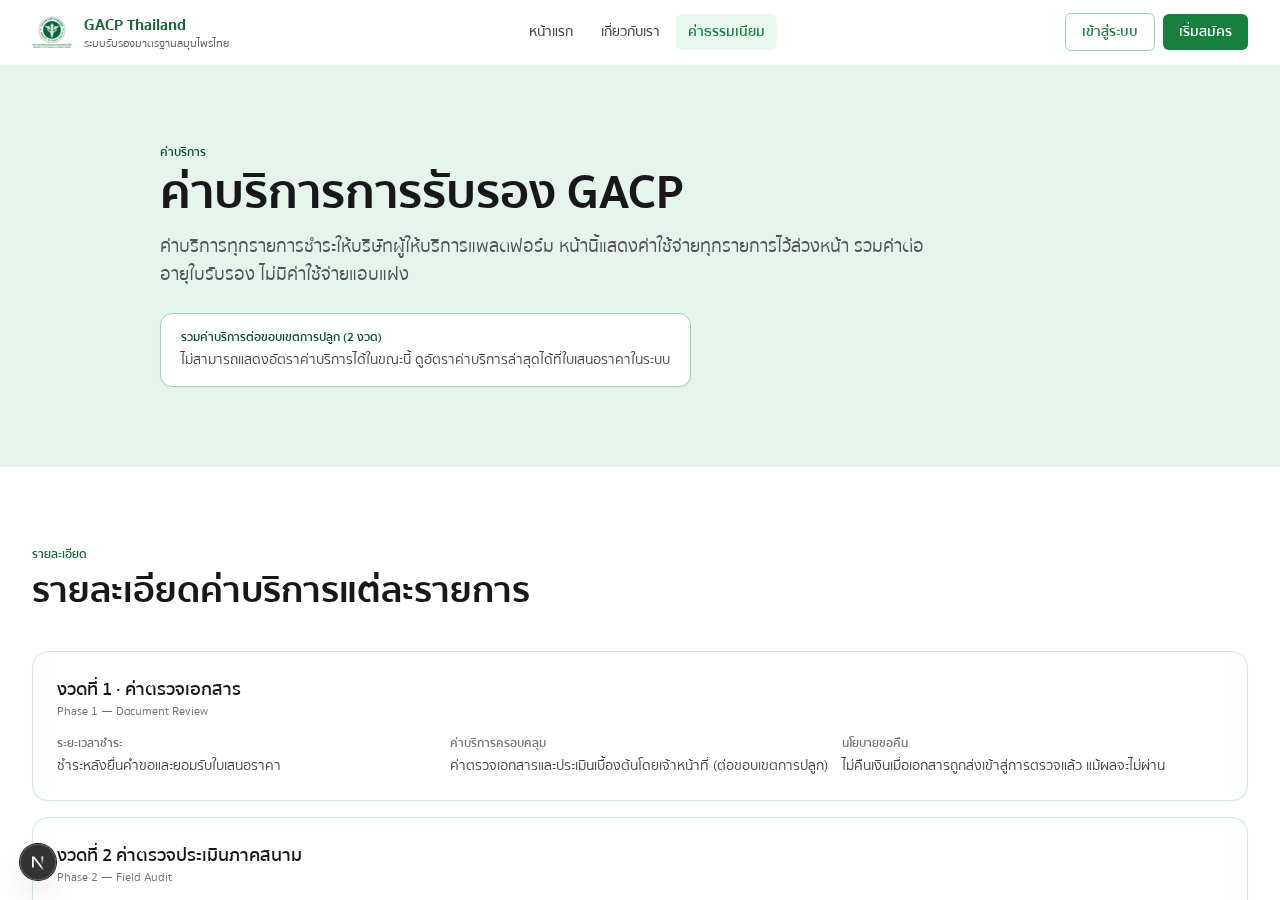 GACP Thailand
ระบบรับรองมาตรฐานสมุนไพรไทย
หน้าแรก
เกี่ยวกับเรา
ค่าธรรมเนียม
เข้าสู่ระบบ
เริ่มสมัคร
ค่าบริการ
ค่าบริการการรับรอง GACP
ค่าบริการทุกรายการชำระให้บริษัทผู้ให้บริการแพลตฟอร์ม หน้านี้แสดงค่าใช้จ่ายทุกรายการไว้ล่วงหน้า รวมค่าต่อ
อายุใบรับรอง ไม่มีค่าใช้จ่ายแอบแฝง
รวมค่าบริการต่อขอบเขตการปลูก (2 งวด)
ไม่สามารถแสดงอัตราค่าบริการได้ในขณะนี้ ดูอัตราค่าบริการล่าสุดได้ที่ใบเสนอราคาในระบบ
รายละเอียด
รายละเอียดค่าบริการแต่ละรายการ
งวดที่ 1 · ค่าตรวจเอกสาร
Phase 1 — Document Review
ระยะเวลาชำระ
ชำระหลังยื่นคำขอและยอมรับใบเสนอราคา
ค่าบริการครอบคลุม
ค่าตรวจเอกสารและประเมินเบื้องต้นโดยเจ้าหน้าที่ (ต่อขอบเขตการปลูก)
นโยบายขอคืน
ไม่คืนเงินเมื่อเอกสารถูกส่งเข้าสู่การตรวจแล้ว แม้ผลจะไม่ผ่าน
งวดที่ 2 ค่าตรวจประเมินภาคสนาม
Phase 2 — Field Audit